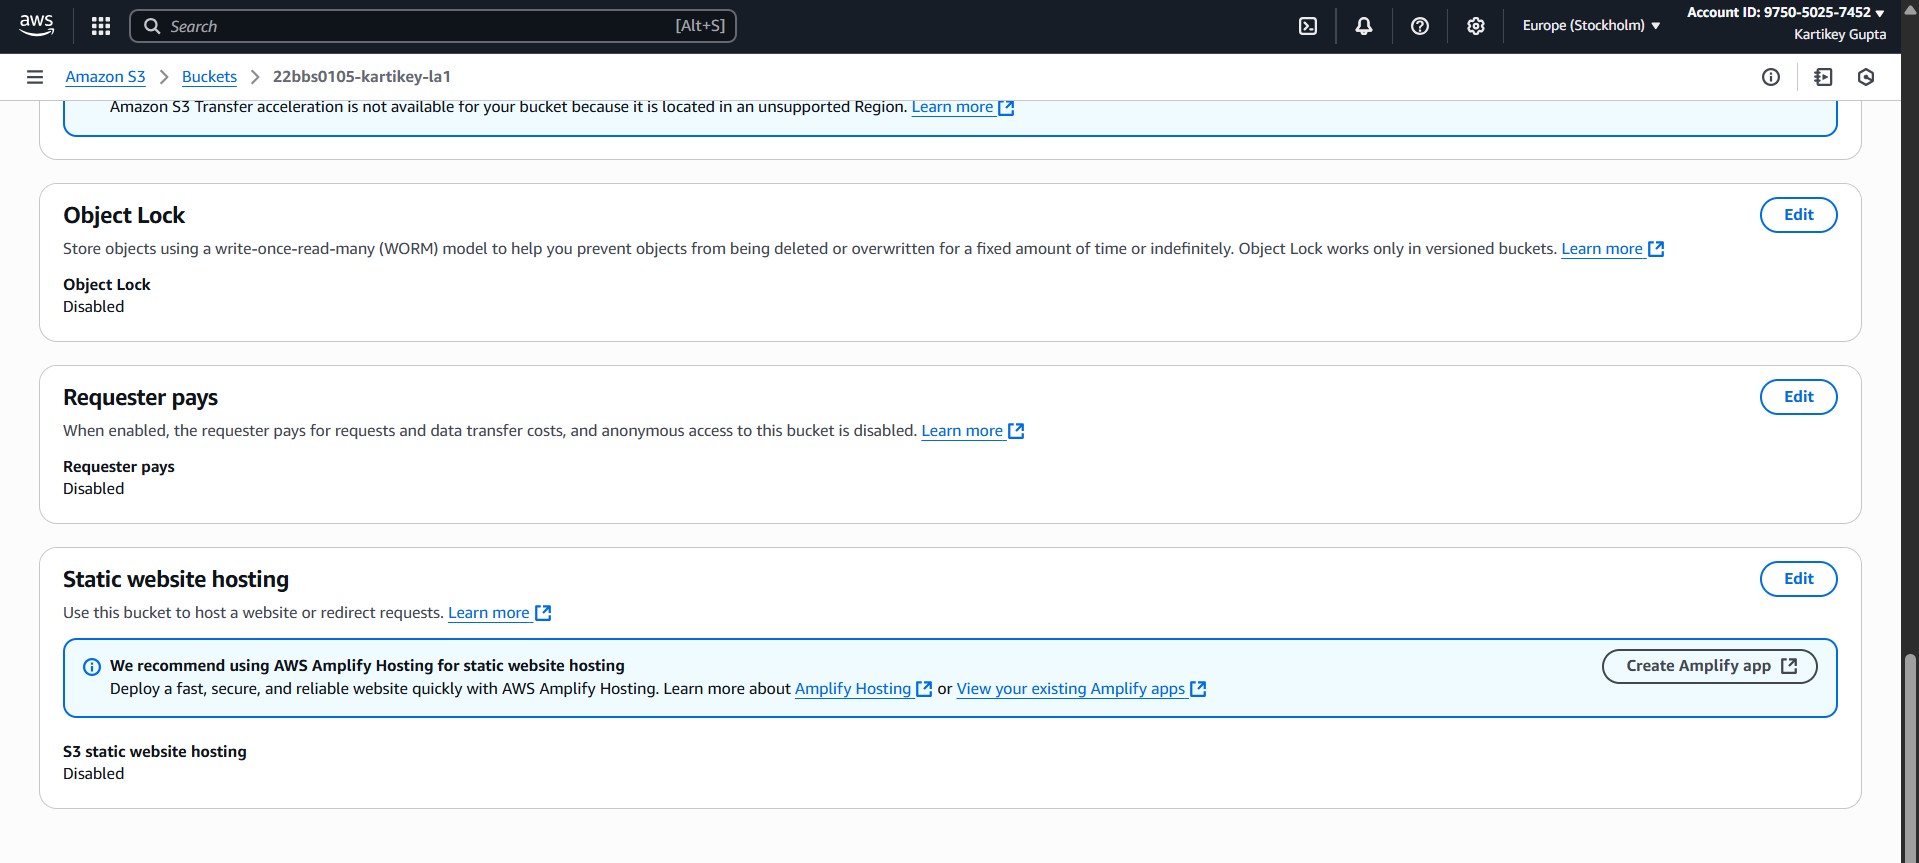 aws
Search [Alt+S]
Europe (Stockholm)
Account ID: 9750-5025-7452
Kartikey Gupta
Amazon S3 > Buckets > 22bbs0105-kartikey-la1
Amazon S3 Transfer acceleration is not available for your bucket because it is located in an unsupported Region. Learn more
Object Lock
Edit
Store objects using a write-once-read-many (WORM) model to help you prevent objects from being deleted or overwritten for a fixed amount of time or indefinitely. Object Lock works only in versioned buckets. Learn more
Object Lock
Disabled
Requester pays
Edit
When enabled, the requester pays for requests and data transfer costs, and anonymous access to this bucket is disabled. Learn more
Requester pays
Disabled
Static website hosting
Edit
Use this bucket to host a website or redirect requests. Learn more
We recommend using AWS Amplify Hosting for static website hosting
Deploy a fast, secure, and reliable website quickly with AWS Amplify Hosting. Learn more about Amplify Hosting or View your existing Amplify apps
Create Amplify app
S3 static website hosting
Disabled